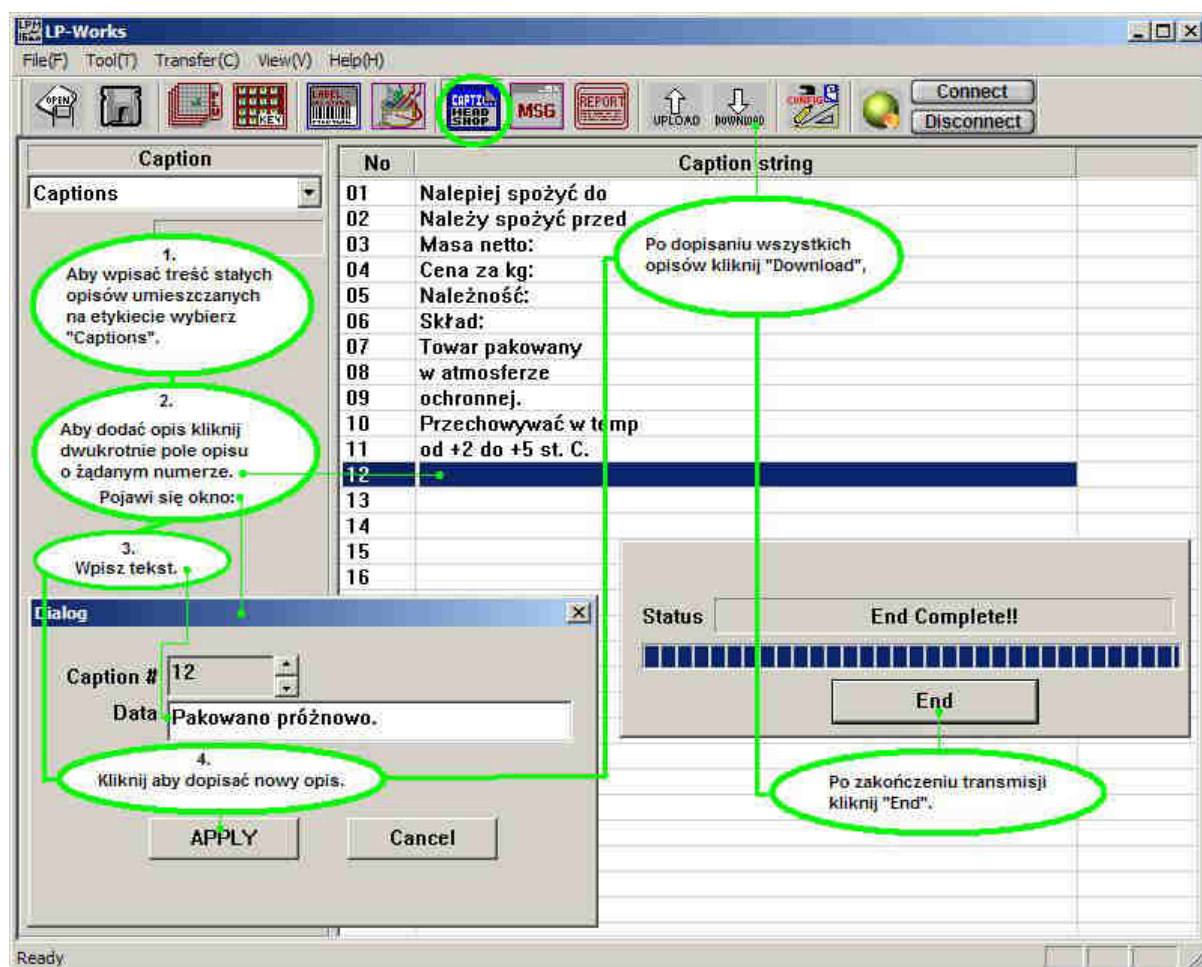 LP-Works
File(F) Tool(T) Transfer(C) View(V) Help(H)
OPEN
KEY
LABEL
CAPTI...
HEAD
SHOP
MSG
REPORT
UPLOAD
DOWNLOAD
CONFIG
Connect
Disconnect
Caption
Captions
1.
Aby wpisać treść stałych
opisów umieszczanych
na etykiecie wybierz
"Captions".
2.
Aby dodać opis kliknij
dwukrotnie pole opisu
o żądanym numerze.
Pojawi się okno:
3.
Wpisz tekst.
No Caption string
01 Nalepiej spożyć do
02 Należy spożyć przed
03 Masa netto:
04 Cena za kg:
05 Należność:
06 Skład:
07 Towar pakowany
08 w atmosferze
09 ochronnej.
10 Przechowywać w temp
11 od +2 do +5 st. C.
12
13
14
15
16
Po dopisaniu wszystkich
opisów kliknij "Download",
Dialog
Caption # 12
Data Pakowano próżnowo.
4.
Kliknij aby dopisać nowy opis.
APPLY Cancel
Status End Complete!!
End
Po zakończeniu transmisji
kliknij "End".
Ready